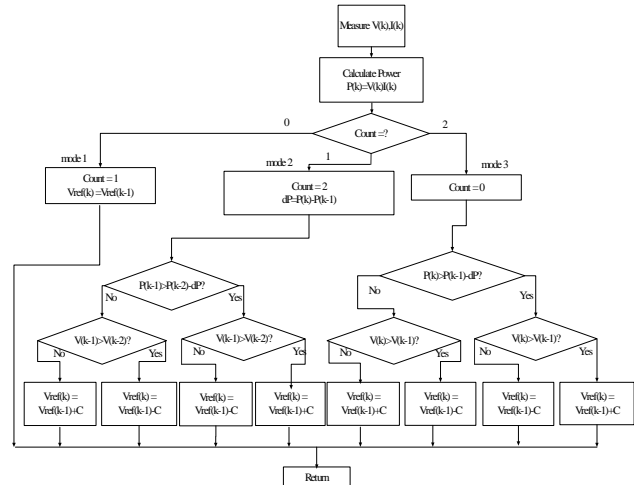 Measure V(k),I(k)
Calculate Power
P(k)=V(k)I(k)
Count =?
0
1
2
mode 1
mode 2
mode 3
Count = 1
Vref(k) =Vref(k-1)
Count = 2
dP=P(k)-P(k-1)
Count = 0
P(k-1)>P(k-2)-dP?
No
Yes
P(k)>P(k-1)-dP?
No
Yes
V(k-1)>V(k-2)?
No
Yes
V(k-1)>V(k-2)?
No
Yes
V(k)>V(k-1)?
No
Yes
V(k)>V(k-1)?
No
Yes
Vref(k) =
Vref(k-1)+C
Vref(k) =
Vref(k-1)-C
Vref(k) =
Vref(k-1)-C
Vref(k) =
Vref(k-1)+C
Vref(k) =
Vref(k-1)+C
Vref(k) =
Vref(k-1)-C
Vref(k) =
Vref(k-1)-C
Vref(k) =
Vref(k-1)+C
Return